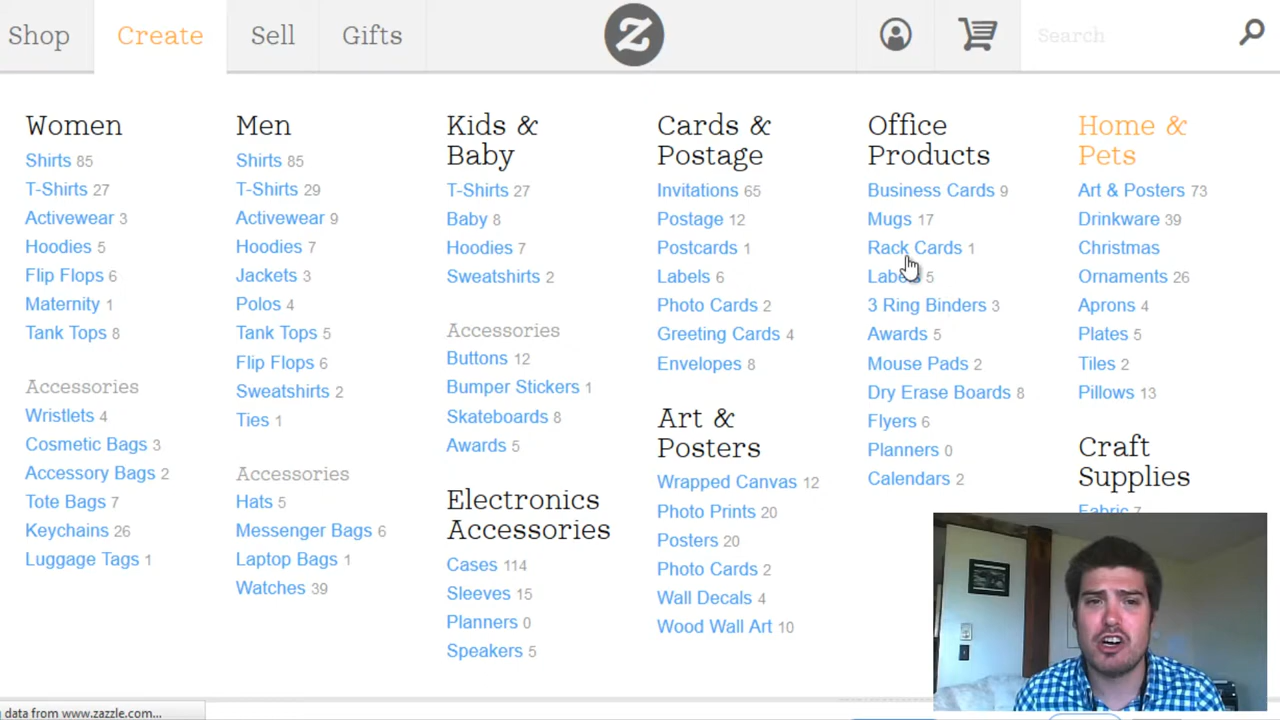 Shop
Create
Sell
Gifts
Z
Search
Women
Shirts 85
T-Shirts 27
Activewear 3
Hoodies 5
Flip Flops 6
Maternity 1
Tank Tops 8
Accessories
Wristlets 4
Cosmetic Bags 3
Accessory Bags 2
Tote Bags 7
Keychains 26
Luggage Tags 1
Men
Shirts 85
T-Shirts 29
Activewear 9
Hoodies 7
Jackets 3
Polos 4
Tank Tops 5
Flip Flops 6
Sweatshirts 2
Ties 1
Accessories
Hats 5
Messenger Bags 6
Laptop Bags 1
Watches 39
Kids &
Baby
T-Shirts 27
Baby 8
Hoodies 7
Sweatshirts 2
Accessories
Buttons 12
Bumper Stickers 1
Skateboards 8
Awards 5
Electronics
Accessories
Cases 114
Sleeves 15
Planners 0
Speakers 5
Cards &
Postage
Invitations 65
Postage 12
Postcards 1
Labels 6
Photo Cards 2
Greeting Cards 4
Envelopes 8
Art &
Posters
Wrapped Canvas 12
Photo Prints 20
Posters 20
Photo Cards 2
Wall Decals 4
Wood Wall Art 10
Office
Products
Business Cards 9
Mugs 17
Rack Cards 1
Labels 5
3 Ring Binders 3
Awards 5
Mouse Pads 2
Dry Erase Boards 8
Flyers 6
Planners 0
Calendars 2
Home &
Pets
Art & Posters 73
Drinkware 39
Christmas
Ornaments 26
Aprons 4
Plates 5
Tiles 2
Pillows 13
Craft
Supplies
Fabric 7
g data from www.zazzle.com...